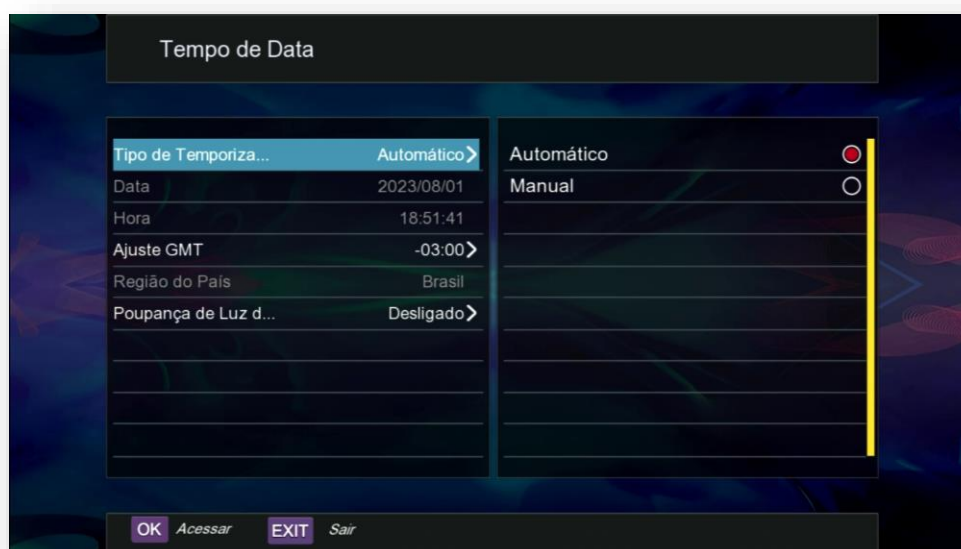 Tempo de Data
Tipo de Temporiza... Automático
Data 2023/08/01
Hora 18:51:41
Ajuste GMT -03:00
Região do País Brasil
Poupança de Luz d... Desligado
Automático
Manual
OK Acessar EXIT Sair